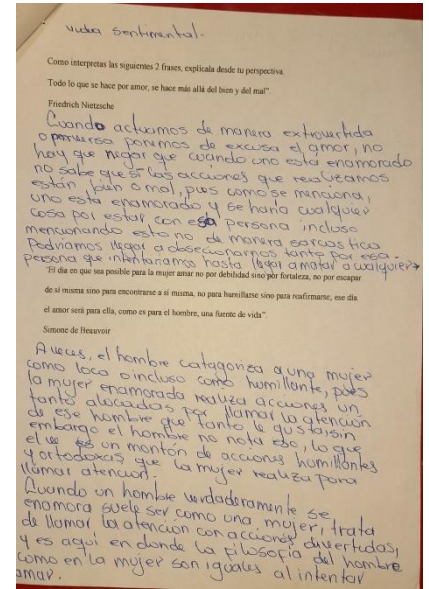 vida sentimental.
Como interpretas las siguientes 2 frases, explícala desde tu perspectiva.
Todo lo que se hace por amor, se hace más allá del bien y del mal".
Friedrich Nietzsche
Cuando actuamos de manera extrovertida
o perversa ponemos de excusa el amor, no
hay que negar que cuando uno está enamorado
no sabe que si las acciones que realizamos
están, bien o mal, pues como se menciona,
uno esta enamorado y se haría cualquier
cosa por estar con esa persona incluso
mencionando esto no de manera sarcastica
Podríamos llegar a obsecionarnos tanto por esa.
persona que intentaríamos hasta llegar a matar a cualquier→
"El día en que sea posible para la mujer amar no por debilidad sino por fortaleza, no por escapar
de sí misma sino para encontrarse a sí misma, no para humillarse sino para reafirmarse, ese día
el amor será para ella, como es para el hombre, una fuente de vida".
Simone de Beauvoir
A veces, el hombre catagoriza a una mujer
como loca o incluso como humillante, pues
la mujer enamorada realiza acciones un
tanto alocadas por llamar la atención
de ese hombre que tanto le gusta, sin
embargo el hombre no nota eso, lo que
el ve es un montón de acciones humillantes
y ortodoxas que la mujer realiza para
llamar atencion.
Cuando un hombre verdaderamente se
enamora suele ser como una mujer, trata
de llamar la atención con acciones divertidas,
y es aquí en donde la filosofía del hombre
como en la mujer son iguales al intentar
amar.